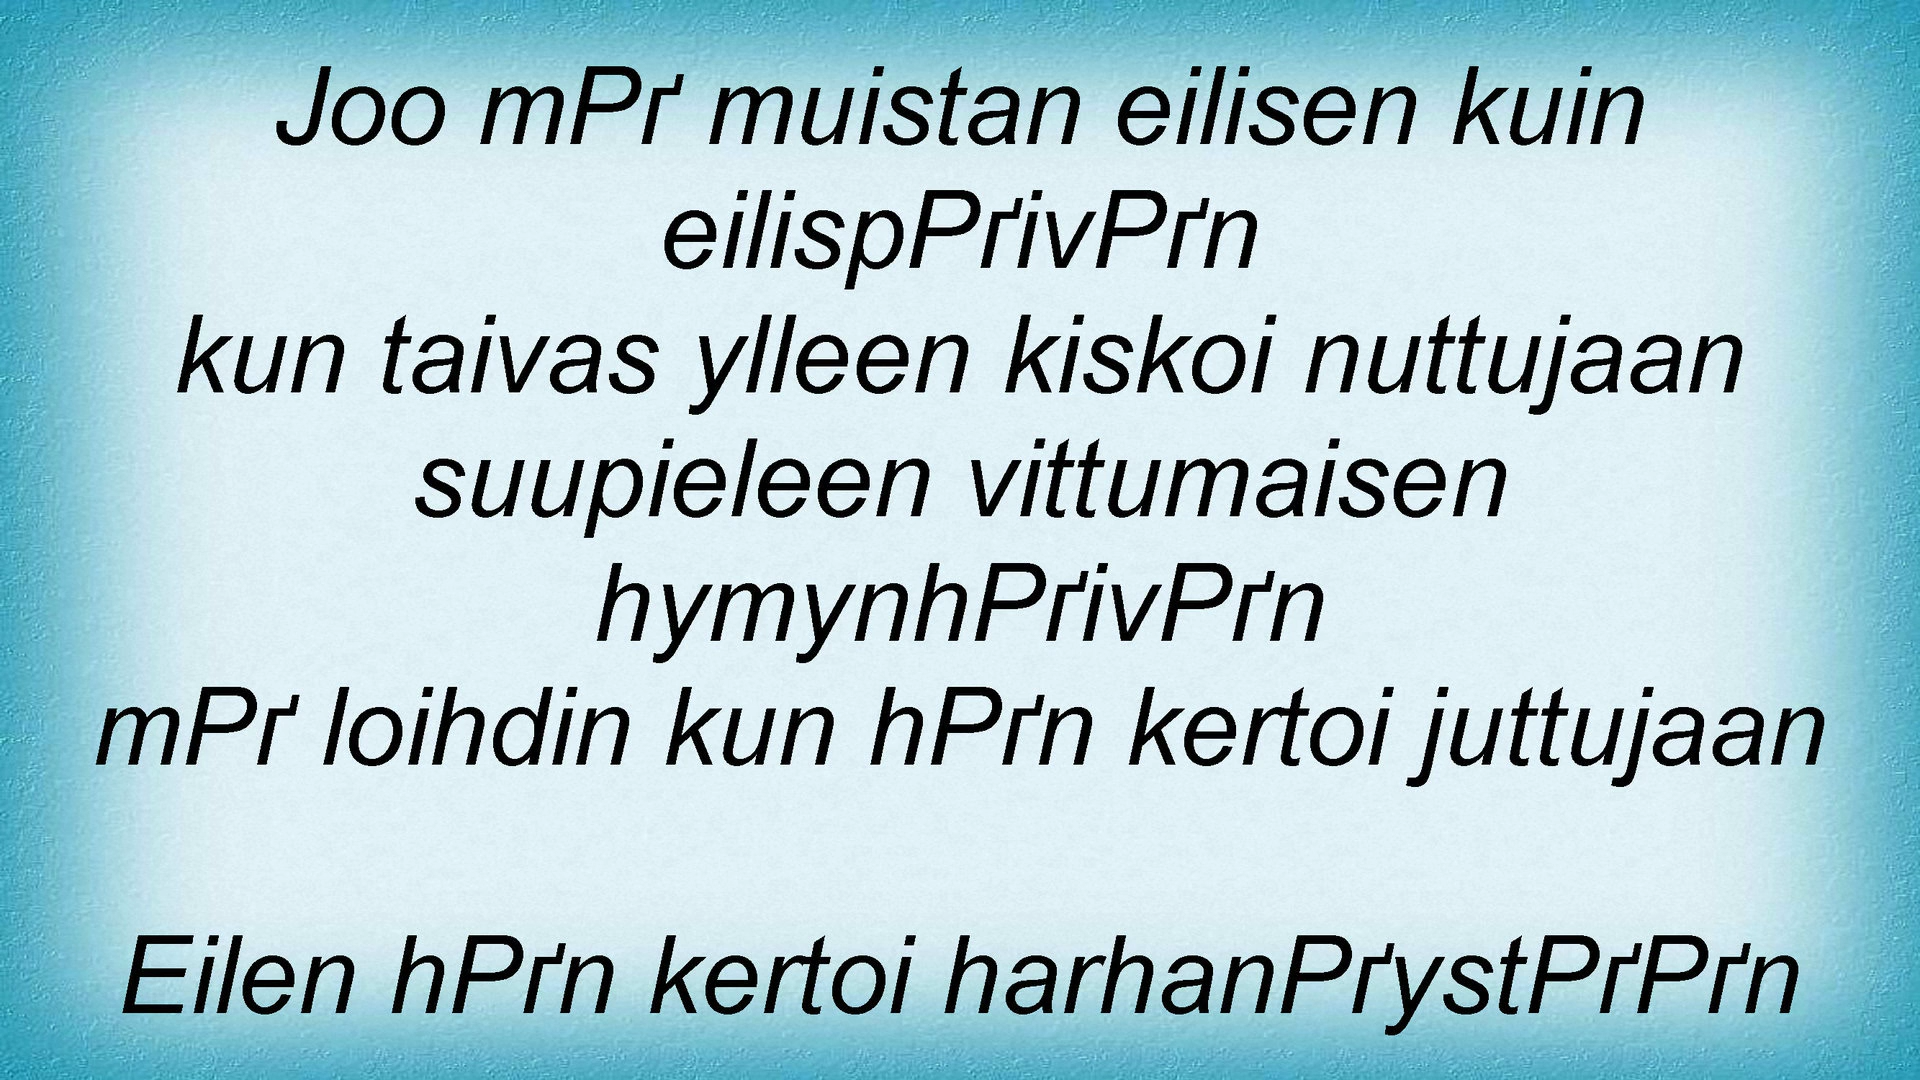 Joo mPґ muistan eilisen kuin
eilispPґivPґn
kun taivas ylleen kiskoi nuttujaan
suupieleen vittumaisen
hymynhPґivPґn
mPґ loihdin kun hPґn kertoi juttujaan
Eilen hPґn kertoi harhanPґystPґPґn